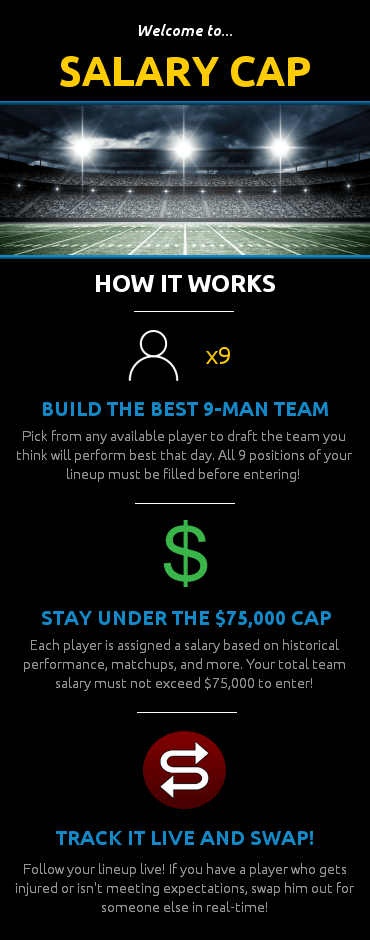 Welcome to...
SALARY CAP
HOW IT WORKS
x9
BUILD THE BEST 9-MAN TEAM
Pick from any available player to draft the team you
think will perform best that day. All 9 positions of your
lineup must be filled before entering!
$
STAY UNDER THE $75,000 CAP
Each player is assigned a salary based on historical
performance, matchups, and more. Your total team
salary must not exceed $75,000 to enter!
TRACK IT LIVE AND SWAP!
Follow your lineup live! If you have a player who gets
injured or isn't meeting expectations, swap him out for
someone else in real-time!